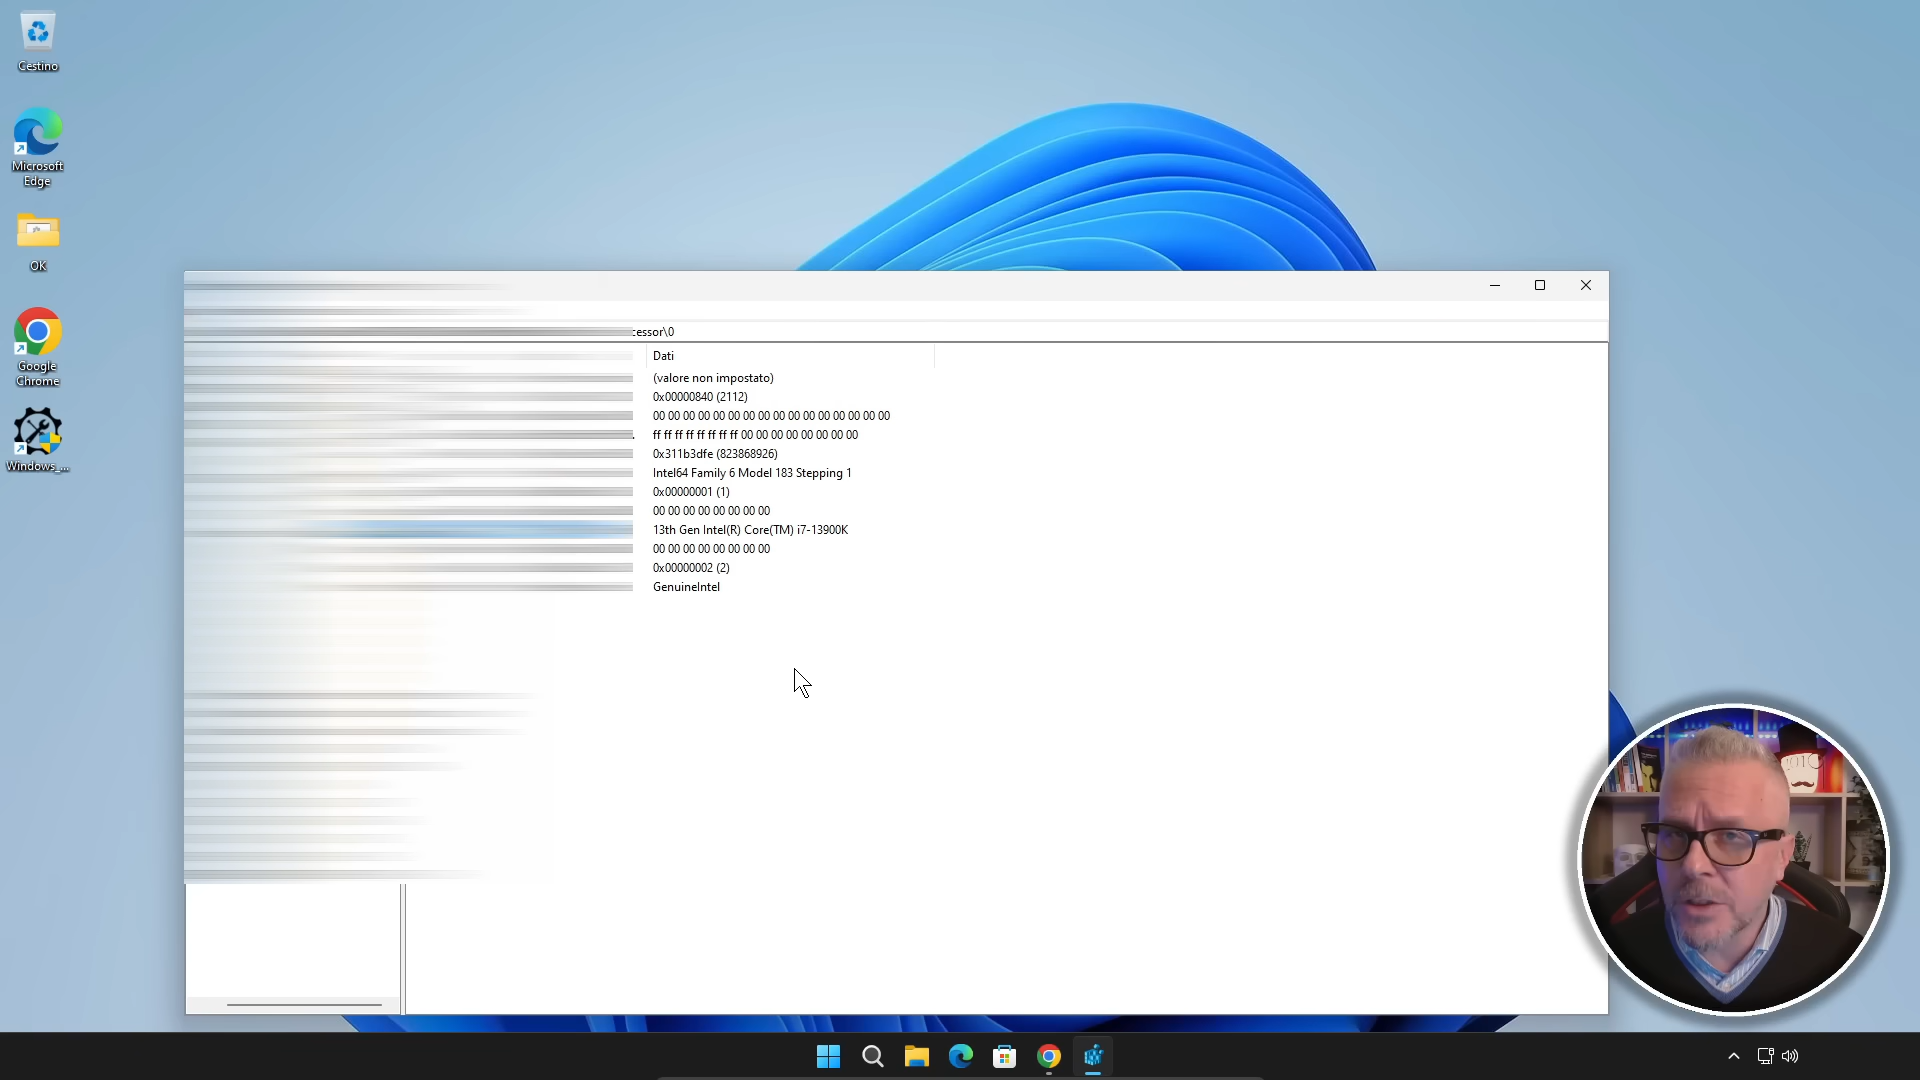 Cestino
Microsoft
Edge
OK
Google
Chrome
Windows_...
cessor\0
Dati
(valore non impostato)
0x00000840 (2112)
00 00 00 00 00 00 00 00 00 00 00 00 00 00 00 00
ff ff ff ff ff ff ff ff 00 00 00 00 00 00 00 00
0x311b3dfe (823868926)
Intel64 Family 6 Model 183 Stepping 1
0x00000001 (1)
00 00 00 00 00 00 00 00
13th Gen Intel(R) Core(TM) i7-13900K
00 00 00 00 00 00 00 00
0x00000002 (2)
GenuineIntel